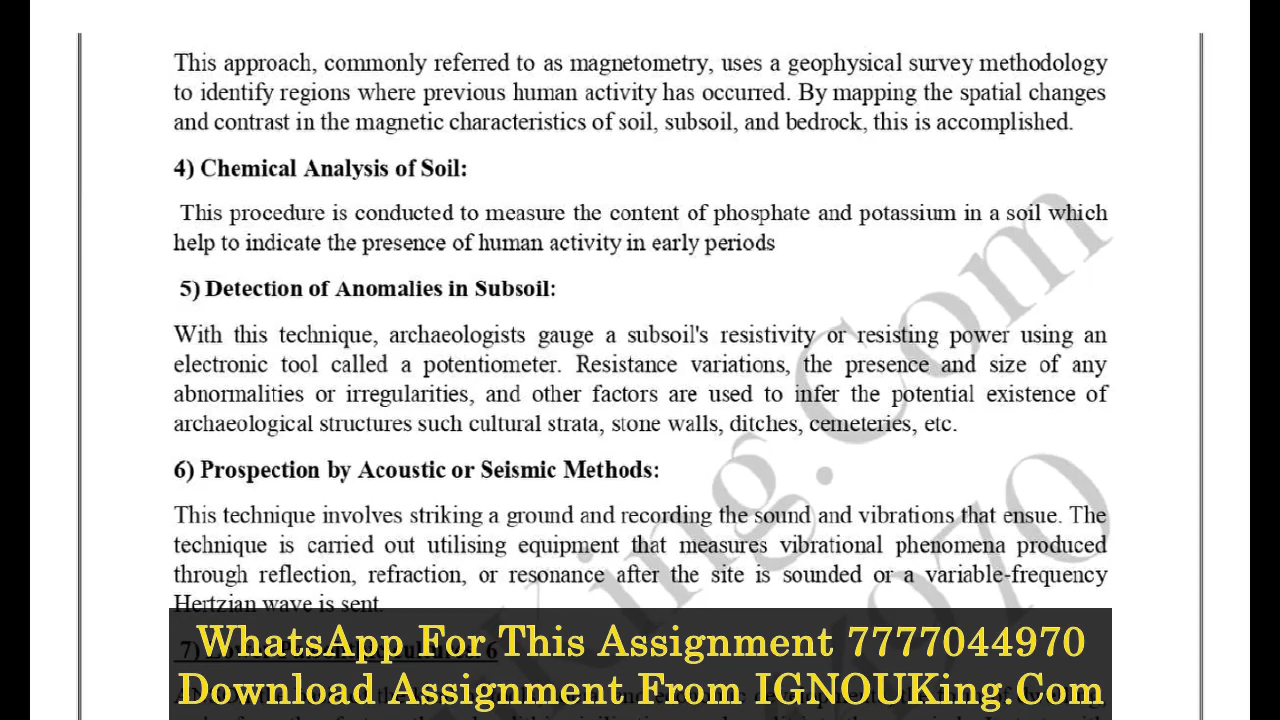 This approach, commonly referred to as magnetometry, uses a geophysical survey methodology
to identify regions where previous human activity has occurred. By mapping the spatial changes
and contrast in the magnetic characteristics of soil, subsoil, and bedrock, this is accomplished.
4) Chemical Analysis of Soil:
This procedure is conducted to measure the content of phosphate and potassium in a soil which
help to indicate the presence of human activity in early periods
5) Detection of Anomalies in Subsoil:
With this technique, archaeologists gauge a subsoil's resistivity or resisting power using an
electronic tool called a potentiometer. Resistance variations, the presence and size of any
abnormalities or irregularities, and other factors are used to infer the potential existence of
archaeological structures such cultural strata, stone walls, ditches, cemeteries, etc.
6) Prospection by Acoustic or Seismic Methods:
This technique involves striking a ground and recording the sound and vibrations that ensue. The
technique is carried out utilising equipment that measures vibrational phenomena produced
through reflection, refraction, or resonance after the site is sounded or a variable-frequency
Hertzian wave is sent.
WhatsApp For This Assignment 7777044970
Download Assignment From IGNOUKing.Com
King.Com
4970